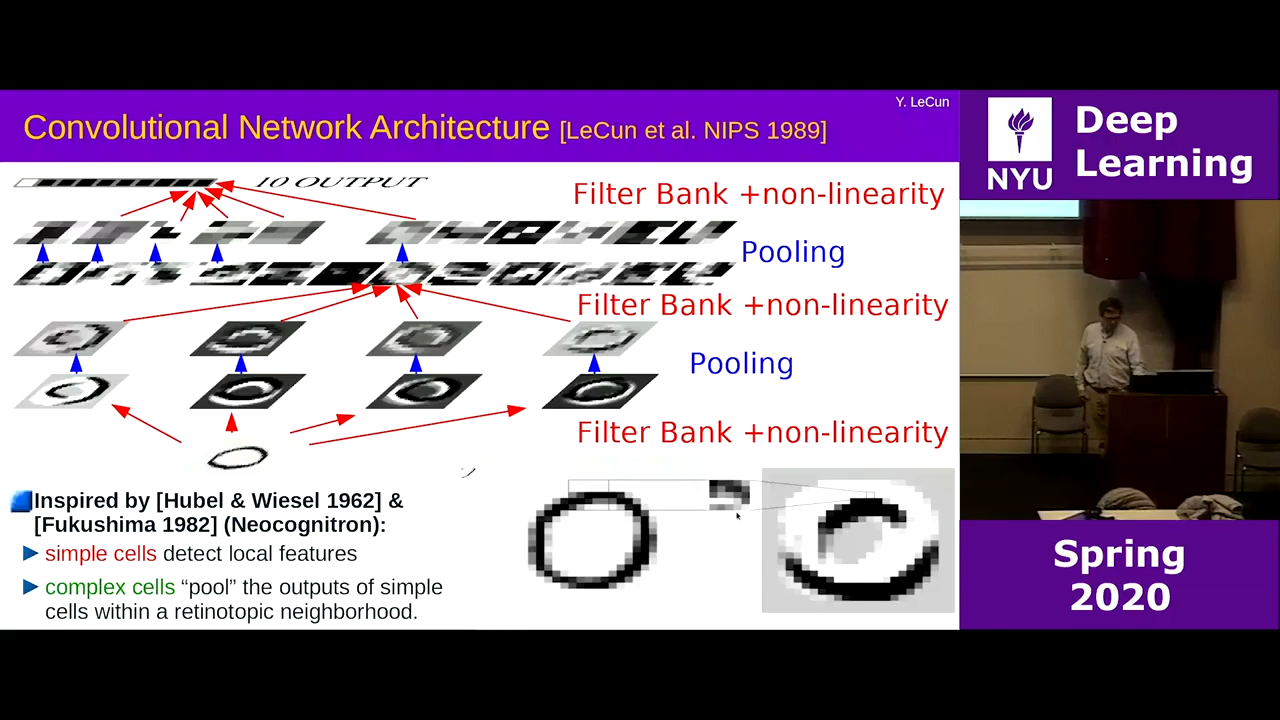 Y. LeCun
Convolutional Network Architecture [LeCun et al. NIPS 1989]
10 OUTPUT
Filter Bank +non-linearity
Pooling
Filter Bank +non-linearity
Pooling
Filter Bank +non-linearity
Inspired by [Hubel & Wiesel 1962] &
[Fukushima 1982] (Neocognitron):
simple cells detect local features
complex cells “pool” the outputs of simple
cells within a retinotopic neighborhood.
NYU
Deep
Learning
Spring
2020